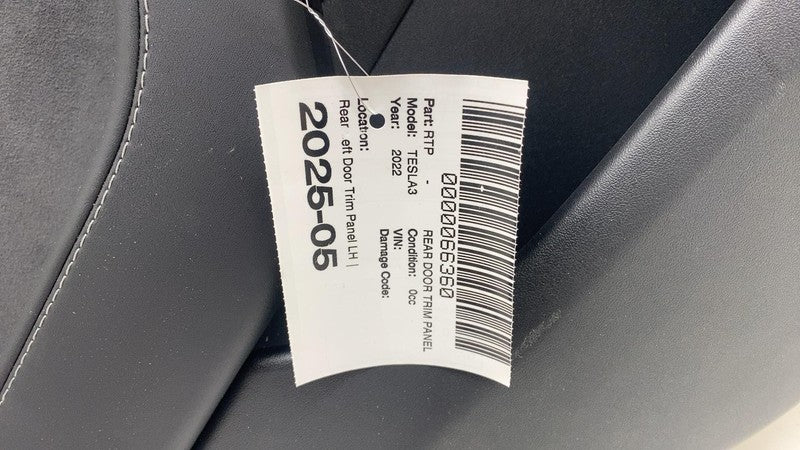 0000066360
Part: RTP - REAR DOOR TRIM PANEL
Model: TESLA3 Condition: 0cc
Year: 2022 VIN:
Damage Code:
Location:
Rear eft Door Trim Panel LH |
2025-05